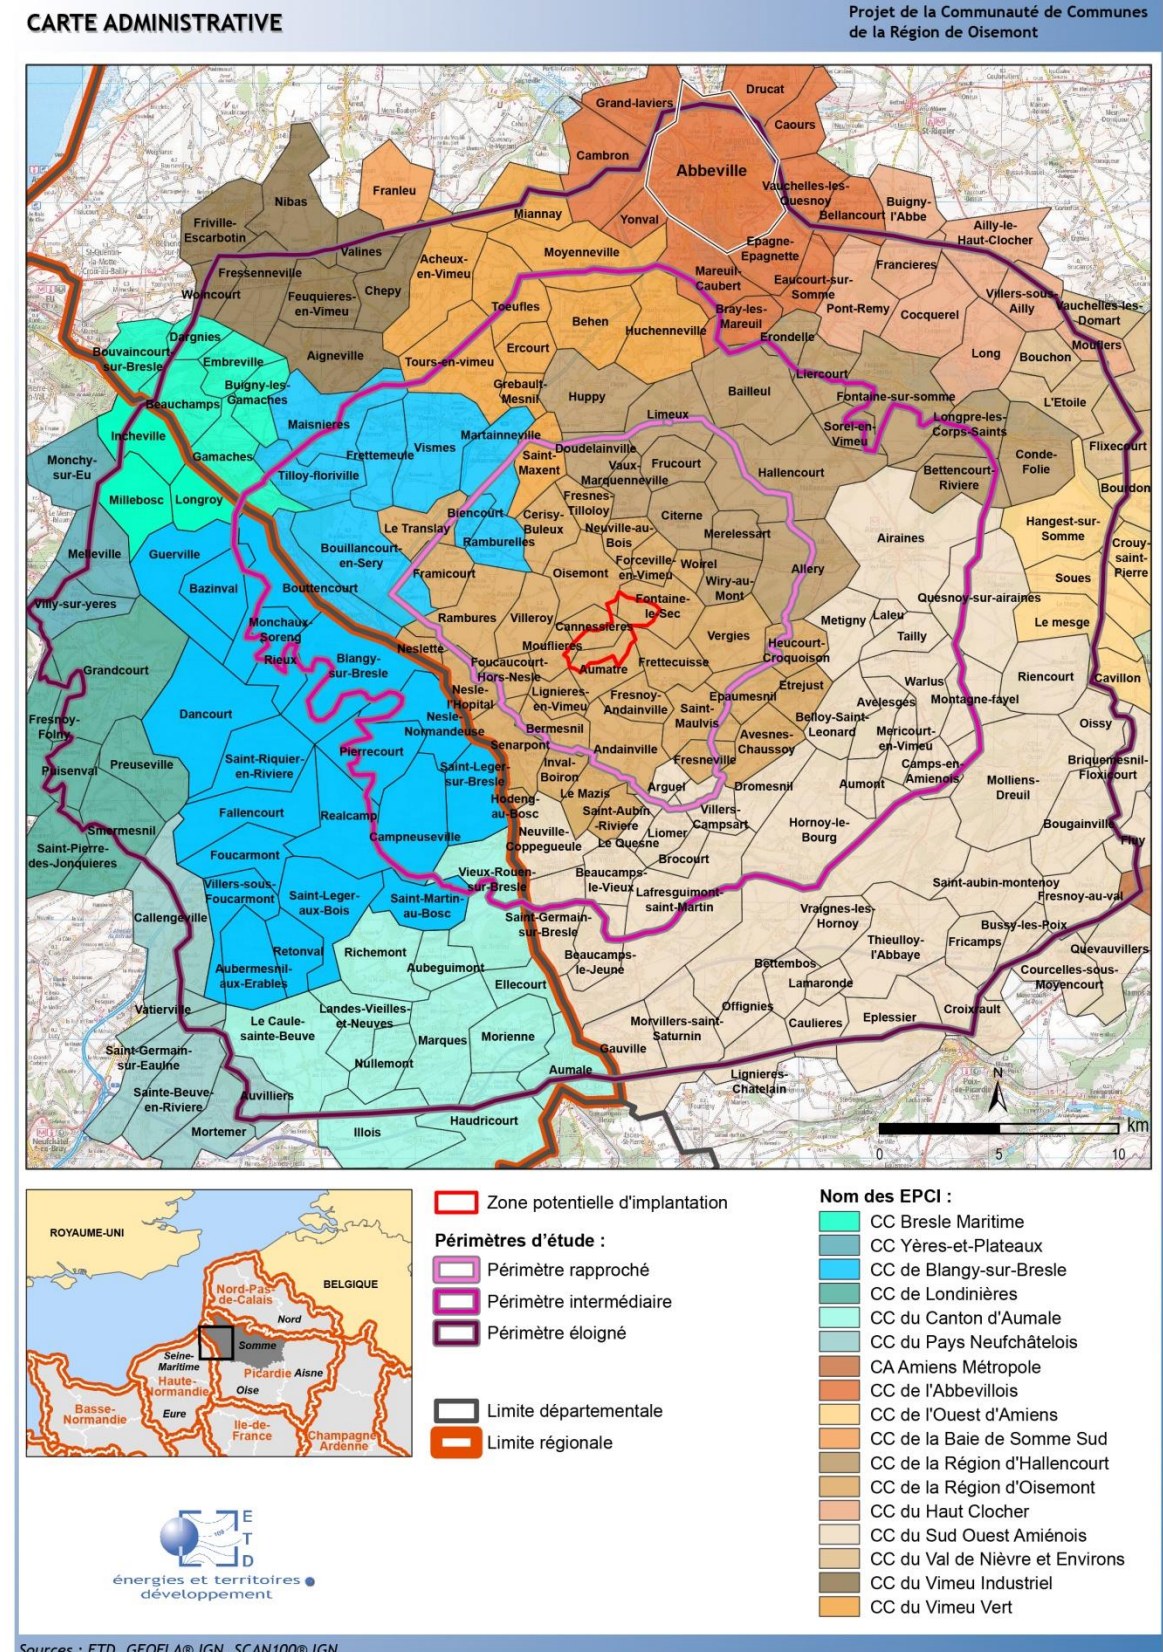 CARTE ADMINISTRATIVE
Projet de la Communauté de Communes
de la Région de Oisemont
Drucat
Grand-laviers
Caours
Cambron
Abbeville
Franleu
Vauchelles-les-
Quesnoy
Nibas
Buigny-
l'Abbe
Miannay
Yonval
Bellancourt
Friville-
Escarbotin
Ailly-le-
Haut-Clocher
Valines
Moyenneville
Epagne-
Epagnette
Acheux-
en-Vimeu
Francieres
Fressenneville
Mareuil-
Caubert
Eaucourt-sur-
Somme
Woincourt
Feuquieres-
en-Vimeu
Chepy
Villers-sous-
Ailly
Vauchelles-les-
Domart
Toeufles
Behen
Bray-les-
Mareuil
Pont-Remy
Cocquerel
Huchenneville
Dargnies
Erondelle
Mouflers
Bouvaincourt-
sur-Bresle
Embreville
Aigneville
Ercourt
Long
Bouchon
Tours-en-vimeu
Liercourt
Buigny-les-
Gamaches
Grebault-
Mesnil
Huppy
Bailleul
Fontaine-sur-somme
L'Etoile
Beauchamps
Limeux
Longpre-les-
Corps-Saints
Maisnieres
Sorel-en-
Vimeu
Incheville
Martainneville
Flixecourt
Vismes
Doudelainville
Gamaches
Frettemeule
Saint-
Maxent
Conde-
Folie
Monchy-
sur-Eu
Vaux-
Marquenneville
Frucourt
Tilloy-floriville
Hallencourt
Bettencourt-
Riviere
Bourdon
Millebosc
Longroy
Fresnes-
Tilloloy
Biencourt
Cerisy-
Buleux
Citerne
Le Translay
Neuville-au-
Bois
Hangest-sur-
Somme
Ramburelles
Merelessart
Airaines
Crouy-
saint-
Pierre
Melleville
Guerville
Bouillancourt-
en-Sery
Forceville-
en-Vimeu
Woirel
Oisemont
Allery
Framicourt
Wiry-au-
Mont
Soues
Bazinval
Bouttencourt
Fontaine-
le-Sec
Quesnoy-sur-airaines
Villy-sur-yeres
Rambures
Villeroy
Laleu
Metigny
Le mesge
Monchaux-
Soreng
Cannessieres
Vergies
Tailly
Neslette
Mouflieres
Heucourt-
Croquoison
Rieux
Blangy-
sur-Bresle
Foucaucourt-
Hors-Nesle
Frettecuisse
Grandcourt
Aumatre
Riencourt
Cavillon
Etrejust
Warlus
Nesle-
l'Hopital
Lignieres-
en-Vimeu
Fresnoy-
Andainville
Epaumesnil
Montagne-fayel
Avelesges
Dancourt
Saint-
Maulvis
Fresnoy-
Folny
Belloy-Saint-
Leonard
Oissy
Nesle-
Normandeuse
Bermesnil
Mericourt-
en-Vimeu
Avesnes-
Chaussoy
Senarpont
Andainville
Pierrecourt
Fresneville
Briquemesnil-
Floxicourt
Saint-Riquier-
en-Riviere
Preuseville
Puisenval
Inval-
Boiron
Camps-en-
Amienois
Saint-Leger-
sur-Bresle
Molliens-
Dreuil
Arguel
Dromesnil
Aumont
Le Mazis
Hodeng-
au-Bosc
Fallencourt
Realcamp
Saint-Aubin
-Riviere
Villers-
Campsart
Hornoy-le-
Bourg
Bougainville
Smermesnil
Neuville-
Coppegueule
Liomer
Campneuseville
Le Quesne
Fluy
Saint-Pierre-
des-Jonquieres
Foucarmont
Brocourt
Vieux-Rouen-
sur-Bresle
Beaucamps-
le-Vieux
Villers-sous-
Foucarmont
Saint-aubin-montenoy
Lafresguimont-
saint-Martin
Saint-Leger-
aux-Bois
Saint-Martin-
au-Bosc
Fresnoy-au-val
Callengeville
Saint-Germain-
sur-Bresle
Vraignes-les-
Hornoy
Bussy-les-Poix
Thieulloy-
l'Abbaye
Fricamps
Quevauvillers
Retonval
Richemont
Beaucamps-
le-Jeune
Aubermesnil-
aux-Erables
Aubeguimont
Bettembos
Courcelles-sous-
Moyencourt
Ellecourt
Lamaronde
Vatierville
Landes-Vieilles-
et-Neuves
Offignies
Croixrault
Le Caule-
sainte-Beuve
Eplessier
Morvillers-saint-
Saturnin
Caulieres
Marques
Morienne
Saint-Germain-
sur-Eaulne
Gauville
Nullemont
Aumale
Lignieres-
Chatelain
Sainte-Beuve-
en-Riviere
Auvilliers
Haudricourt
Mortemer
Illois
N
km
0 5 10
ROYAUME-UNI
BELGIQUE
Nord-Pas-
de-Calais
Nord
Somme
Seine-
Maritime
Picardie
Aisne
Haute-
Normandie
Oise
Basse-
Normandie
Eure
Ile-de-
France
Champagne
Ardenne
Zone potentielle d'implantation
Périmètres d'étude :
Périmètre rapproché
Périmètre intermédiaire
Périmètre éloigné
Limite départementale
Limite régionale
Nom des EPCI :
CC Bresle Maritime
CC Yères-et-Plateaux
CC de Blangy-sur-Bresle
CC de Londinières
CC du Canton d'Aumale
CC du Pays Neufchâtelois
CA Amiens Métropole
CC de l'Abbevillois
CC de l'Ouest d'Amiens
CC de la Baie de Somme Sud
CC de la Région d'Hallencourt
CC de la Région d'Oisemont
CC du Haut Clocher
CC du Sud Ouest Amiénois
CC du Val de Nièvre et Environs
CC du Vimeu Industriel
CC du Vimeu Vert
E
T
D
énergies et territoires
développement
Sources : ETD, GEOFLA® IGN, SCAN100® IGN